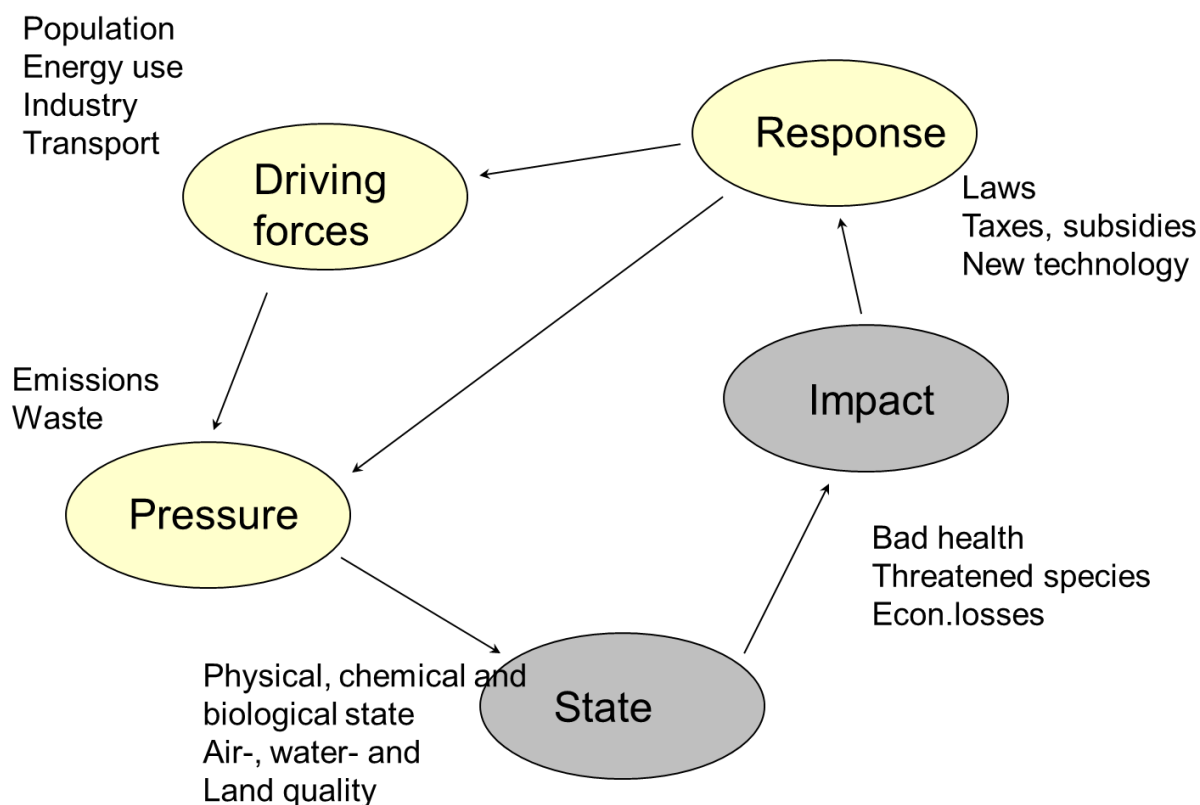 Population
Energy use
Industry
Transport
Driving
forces
Response
Laws
Taxes, subsidies
New technology
Emissions
Waste
Pressure
Impact
Bad health
Threatened species
Econ.losses
Physical, chemical and
biological state
Air-, water- and
Land quality
State